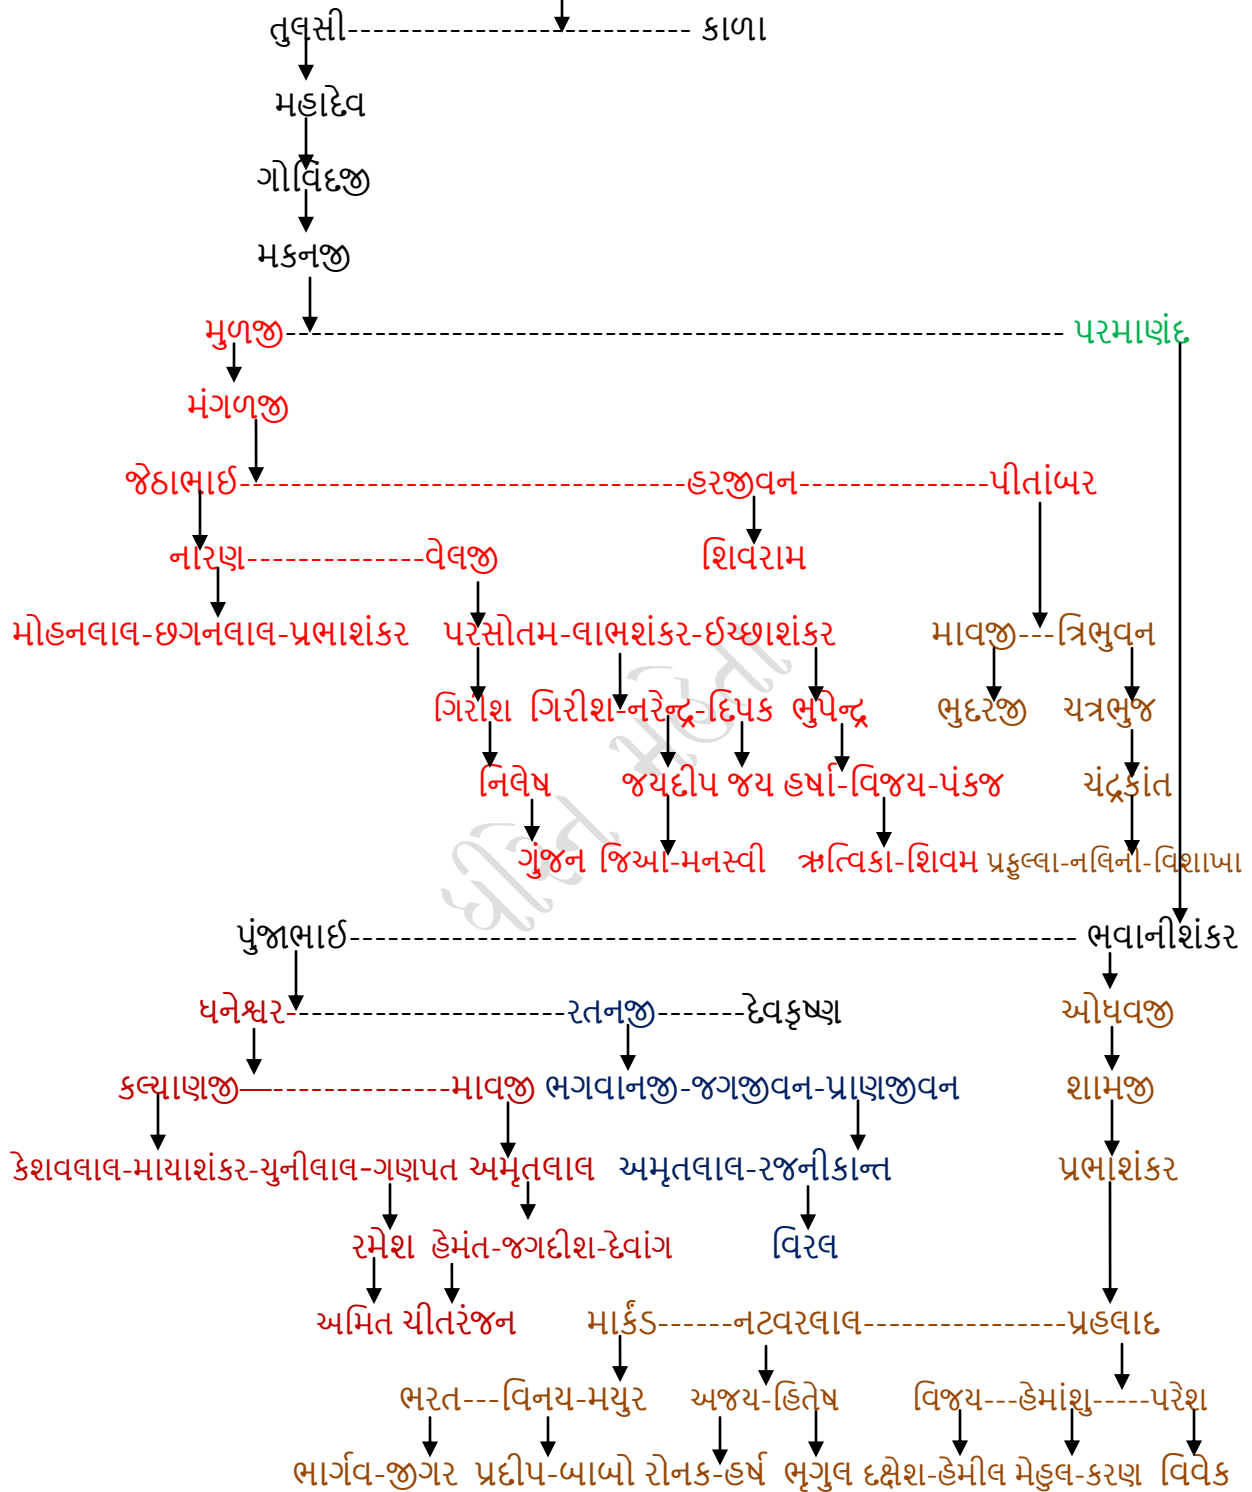 તુલસી-------------------------- કાળા
મહાદેવ
ગોવિંદજી
મકનજી
મુળજી------------------------------------------------------------ પરમાણંદ
મંગળજી
જેઠાભાઈ-----------------------------------હરજીવન---------------પીતાંબર
નારણ--------------વેલજી શિવરામ
મોહનલાલ-છગનલાલ-પ્રભાશંકર પરસોતમ-લાભશંકર-ઈચ્છાશંકર માવજી---ત્રિભુવન
ગિરીશ ગિરીશ-નરેન્દ્ર-દિપક ભુપેન્દ્ર ભુદરજી ચત્રભુજ
નિલેષ જયદીપ જય હર્ષા-વિજય-પંકજ ચંદ્રકાંત
ગુંજન જિઆ-મનસ્વી ઋત્વિકા-શિવમ પ્રફુલ્લા-નલિની-વિશાખા
પુંજાભાઈ-------------------------------------------------------- ભવાનીશંકર
ધનેશ્વર----------------------રતનજી-------દેવકૃષ્ણ ઓધવજી
કલ્યાણજી—--------------માવજી ભગવાનજી-જગજીવન-પ્રાણજીવન શામજી
કેશવલાલ-માયાશંકર-ચુનીલાલ-ગણપત અમૃતલાલ અમૃતલાલ-રજનીકાન્ત પ્રભાશંકર
રમેશ હેમંત-જગદીશ-દેવાંગ વિરલ
અમિત ચીતરંજન માર્કંડ------નટવરલાલ----------------પ્રહલાદ
ભરત---વિનય-મયુર અજય-હિતેષ વિજય---હેમાંશુ-----પરેશ
ભાર્ગવ-જીગર પ્રદીપ-બાબો રોનક-હર્ષ ભૃગુલ દક્ષેશ-હેમીલ મેહુલ-કરણ વિવેક